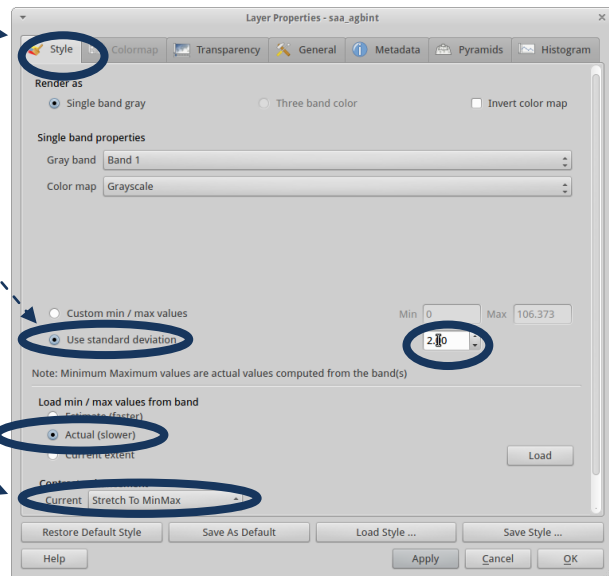 Layer Properties - saa_agbint
Style Colormap Transparency General Metadata Pyramids Histogram
Render as
Single band gray Three band color Invert color map
Single band properties
Gray band Band 1
Color map Grayscale
Custom min / max values Min 0 Max 106.373
Use standard deviation
Note: Minimum Maximum values are actual values computed from the band(s)
Load min / max values from band
Estimate (faster)
Actual (slower)
Current extent Load
Current Stretch To MinMax
Restore Default Style Save As Default Load Style ... Save Style ...
Help Apply Cancel OK